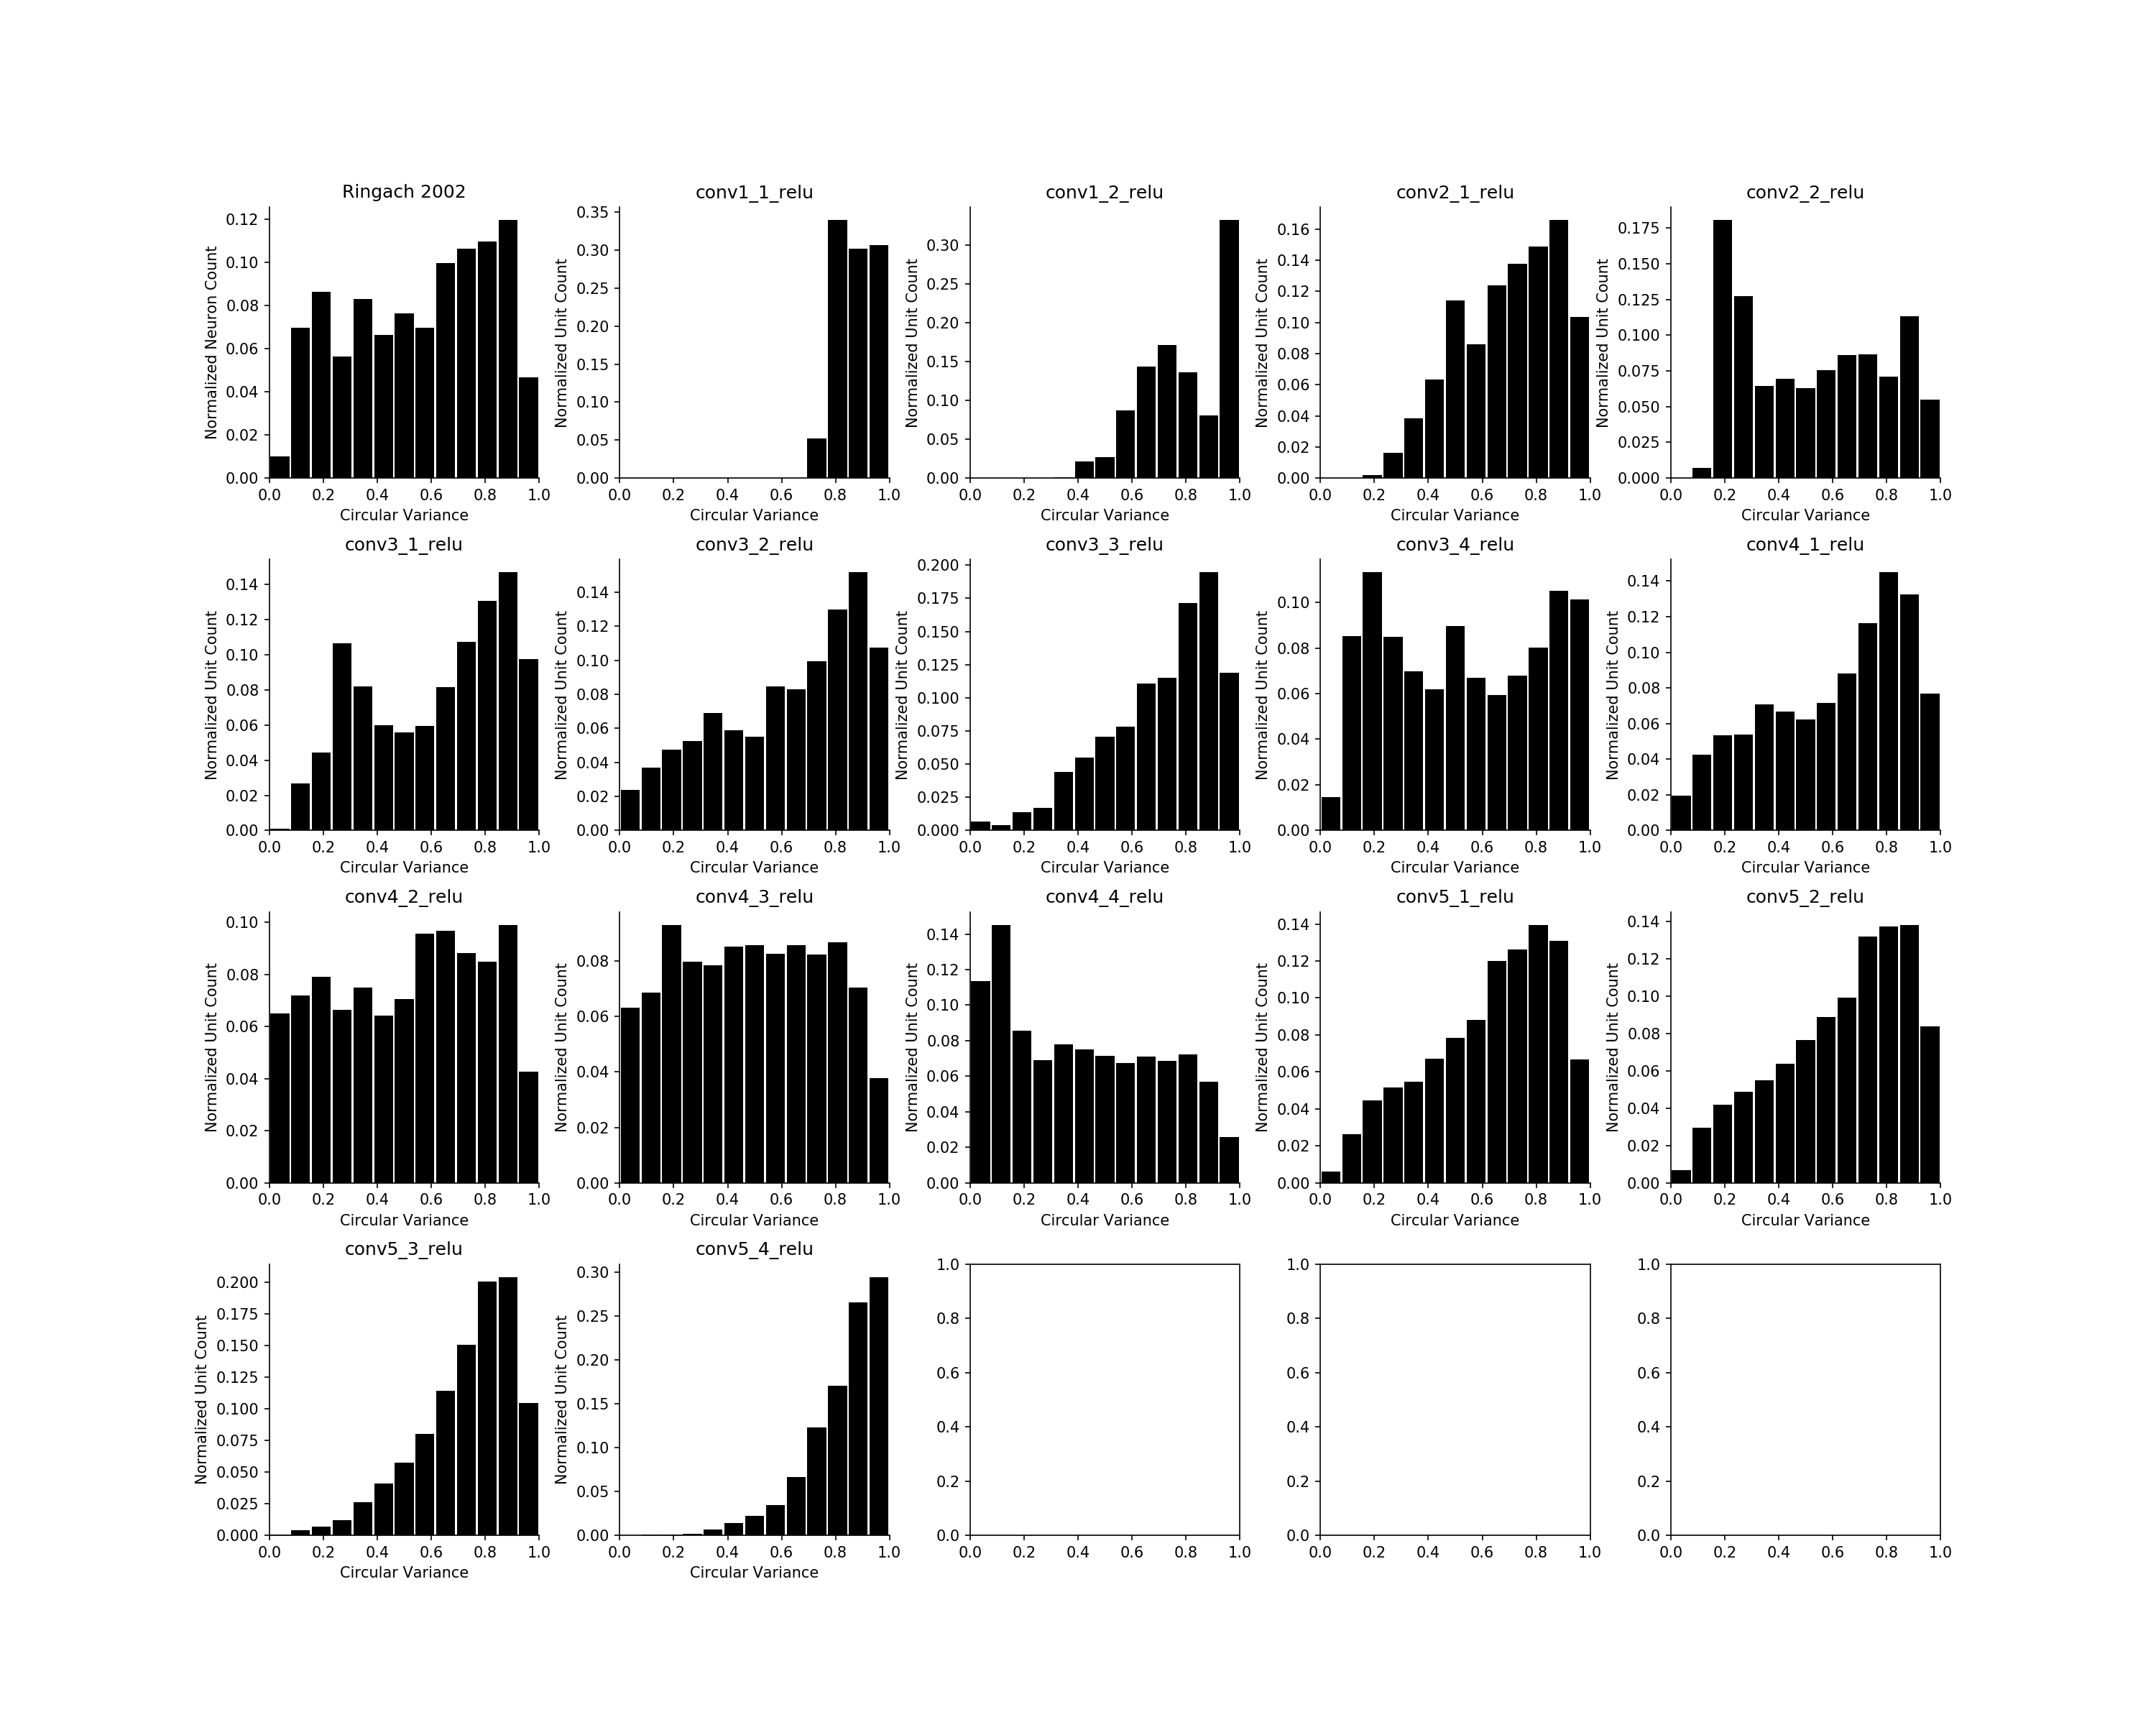 Ringach 2002
conv1_1_relu
conv1_2_relu
conv2_1_relu
conv2_2_relu
Normalized Neuron Count
0.12
0.10
0.08
0.06
0.04
0.02
0.00
0.0 0.2 0.4 0.6 0.8 1.0
Circular Variance
Normalized Unit Count
0.35
0.30
0.25
0.20
0.15
0.10
0.05
0.00
0.0 0.2 0.4 0.6 0.8 1.0
Circular Variance
Normalized Unit Count
0.30
0.25
0.20
0.15
0.10
0.05
0.00
0.0 0.2 0.4 0.6 0.8 1.0
Circular Variance
Normalized Unit Count
0.16
0.14
0.12
0.10
0.08
0.06
0.04
0.02
0.00
0.0 0.2 0.4 0.6 0.8 1.0
Circular Variance
Normalized Unit Count
0.175
0.150
0.125
0.100
0.075
0.050
0.025
0.000
0.0 0.2 0.4 0.6 0.8 1.0
Circular Variance
conv3_1_relu
conv3_2_relu
conv3_3_relu
conv3_4_relu
conv4_1_relu
Normalized Unit Count
0.14
0.12
0.10
0.08
0.06
0.04
0.02
0.00
0.0 0.2 0.4 0.6 0.8 1.0
Circular Variance
Normalized Unit Count
0.14
0.12
0.10
0.08
0.06
0.04
0.02
0.00
0.0 0.2 0.4 0.6 0.8 1.0
Circular Variance
Normalized Unit Count
0.200
0.175
0.150
0.125
0.100
0.075
0.050
0.025
0.000
0.0 0.2 0.4 0.6 0.8 1.0
Circular Variance
Normalized Unit Count
0.10
0.08
0.06
0.04
0.02
0.00
0.0 0.2 0.4 0.6 0.8 1.0
Circular Variance
Normalized Unit Count
0.14
0.12
0.10
0.08
0.06
0.04
0.02
0.00
0.0 0.2 0.4 0.6 0.8 1.0
Circular Variance
conv4_2_relu
conv4_3_relu
conv4_4_relu
conv5_1_relu
conv5_2_relu
Normalized Unit Count
0.10
0.08
0.06
0.04
0.02
0.00
0.0 0.2 0.4 0.6 0.8 1.0
Circular Variance
Normalized Unit Count
0.08
0.06
0.04
0.02
0.00
0.0 0.2 0.4 0.6 0.8 1.0
Circular Variance
Normalized Unit Count
0.14
0.12
0.10
0.08
0.06
0.04
0.02
0.00
0.0 0.2 0.4 0.6 0.8 1.0
Circular Variance
Normalized Unit Count
0.14
0.12
0.10
0.08
0.06
0.04
0.02
0.00
0.0 0.2 0.4 0.6 0.8 1.0
Circular Variance
Normalized Unit Count
0.14
0.12
0.10
0.08
0.06
0.04
0.02
0.00
0.0 0.2 0.4 0.6 0.8 1.0
Circular Variance
conv5_3_relu
conv5_4_relu
Normalized Unit Count
0.200
0.175
0.150
0.125
0.100
0.075
0.050
0.025
0.000
0.0 0.2 0.4 0.6 0.8 1.0
Circular Variance
Normalized Unit Count
0.30
0.25
0.20
0.15
0.10
0.05
0.00
0.0 0.2 0.4 0.6 0.8 1.0
Circular Variance
1.0
0.8
0.6
0.4
0.2
0.0
0.0 0.2 0.4 0.6 0.8 1.0
1.0
0.8
0.6
0.4
0.2
0.0
0.0 0.2 0.4 0.6 0.8 1.0
1.0
0.8
0.6
0.4
0.2
0.0
0.0 0.2 0.4 0.6 0.8 1.0